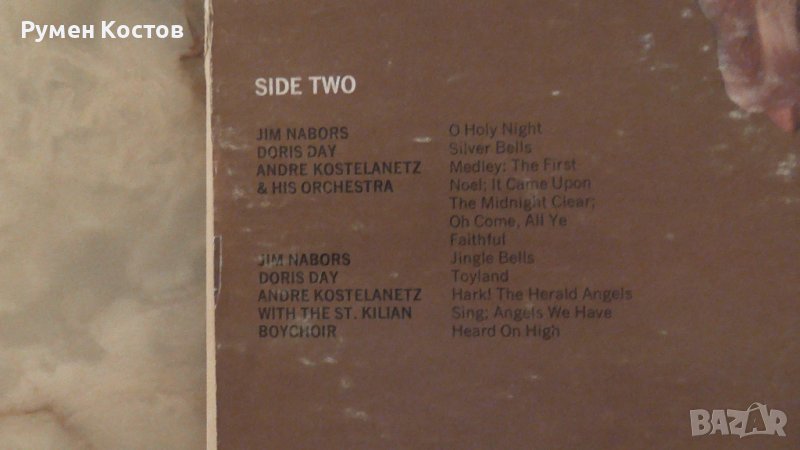 Румен Костов
SIDE TWO
JIM NABORS O Holy Night
DORIS DAY Silver Bells
ANDRE KOSTELANETZ Medley: The First
& HIS ORCHESTRA Noel; It Came Upon
The Midnight Clear;
Oh Come, All Ye
Faithful
JIM NABORS Jingle Bells
DORIS DAY Toyland
ANDRE KOSTELANETZ Hark! The Herald Angels
WITH THE ST. KILIAN Sing; Angels We Have
BOYCHOIR Heard On High
BAZAR